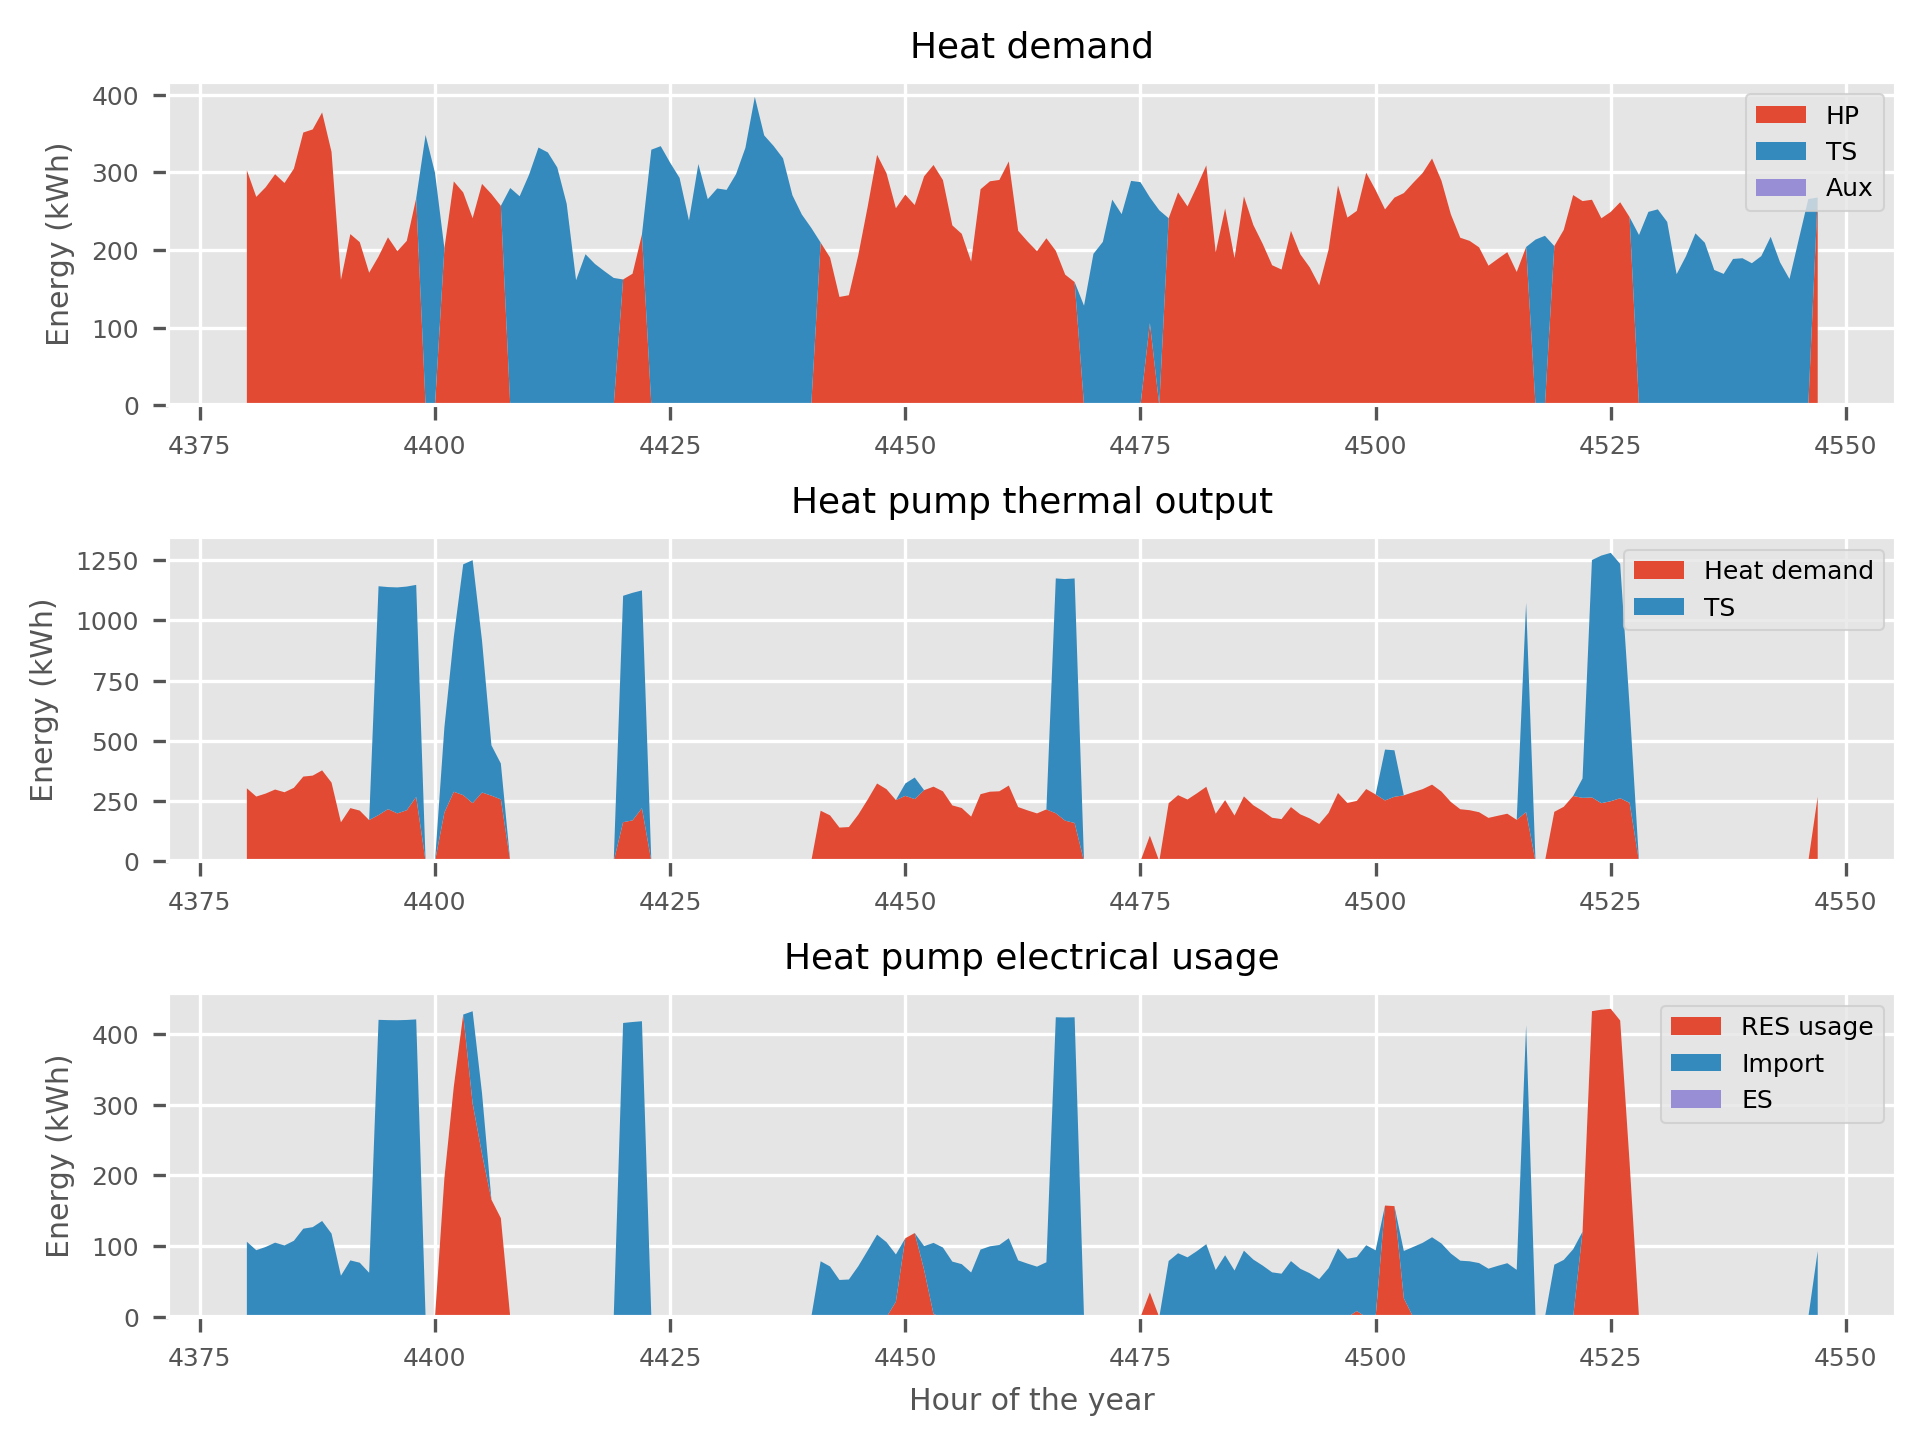 Heat demand
400
300
200
100
0
Energy (kWh)
HP
TS
Aux
4375 4400 4425 4450 4475 4500 4525 4550
Heat pump thermal output
1250
1000
750
500
250
0
Energy (kWh)
Heat demand
TS
4375 4400 4425 4450 4475 4500 4525 4550
Heat pump electrical usage
400
300
200
100
0
Energy (kWh)
RES usage
Import
ES
4375 4400 4425 4450 4475 4500 4525 4550
Hour of the year